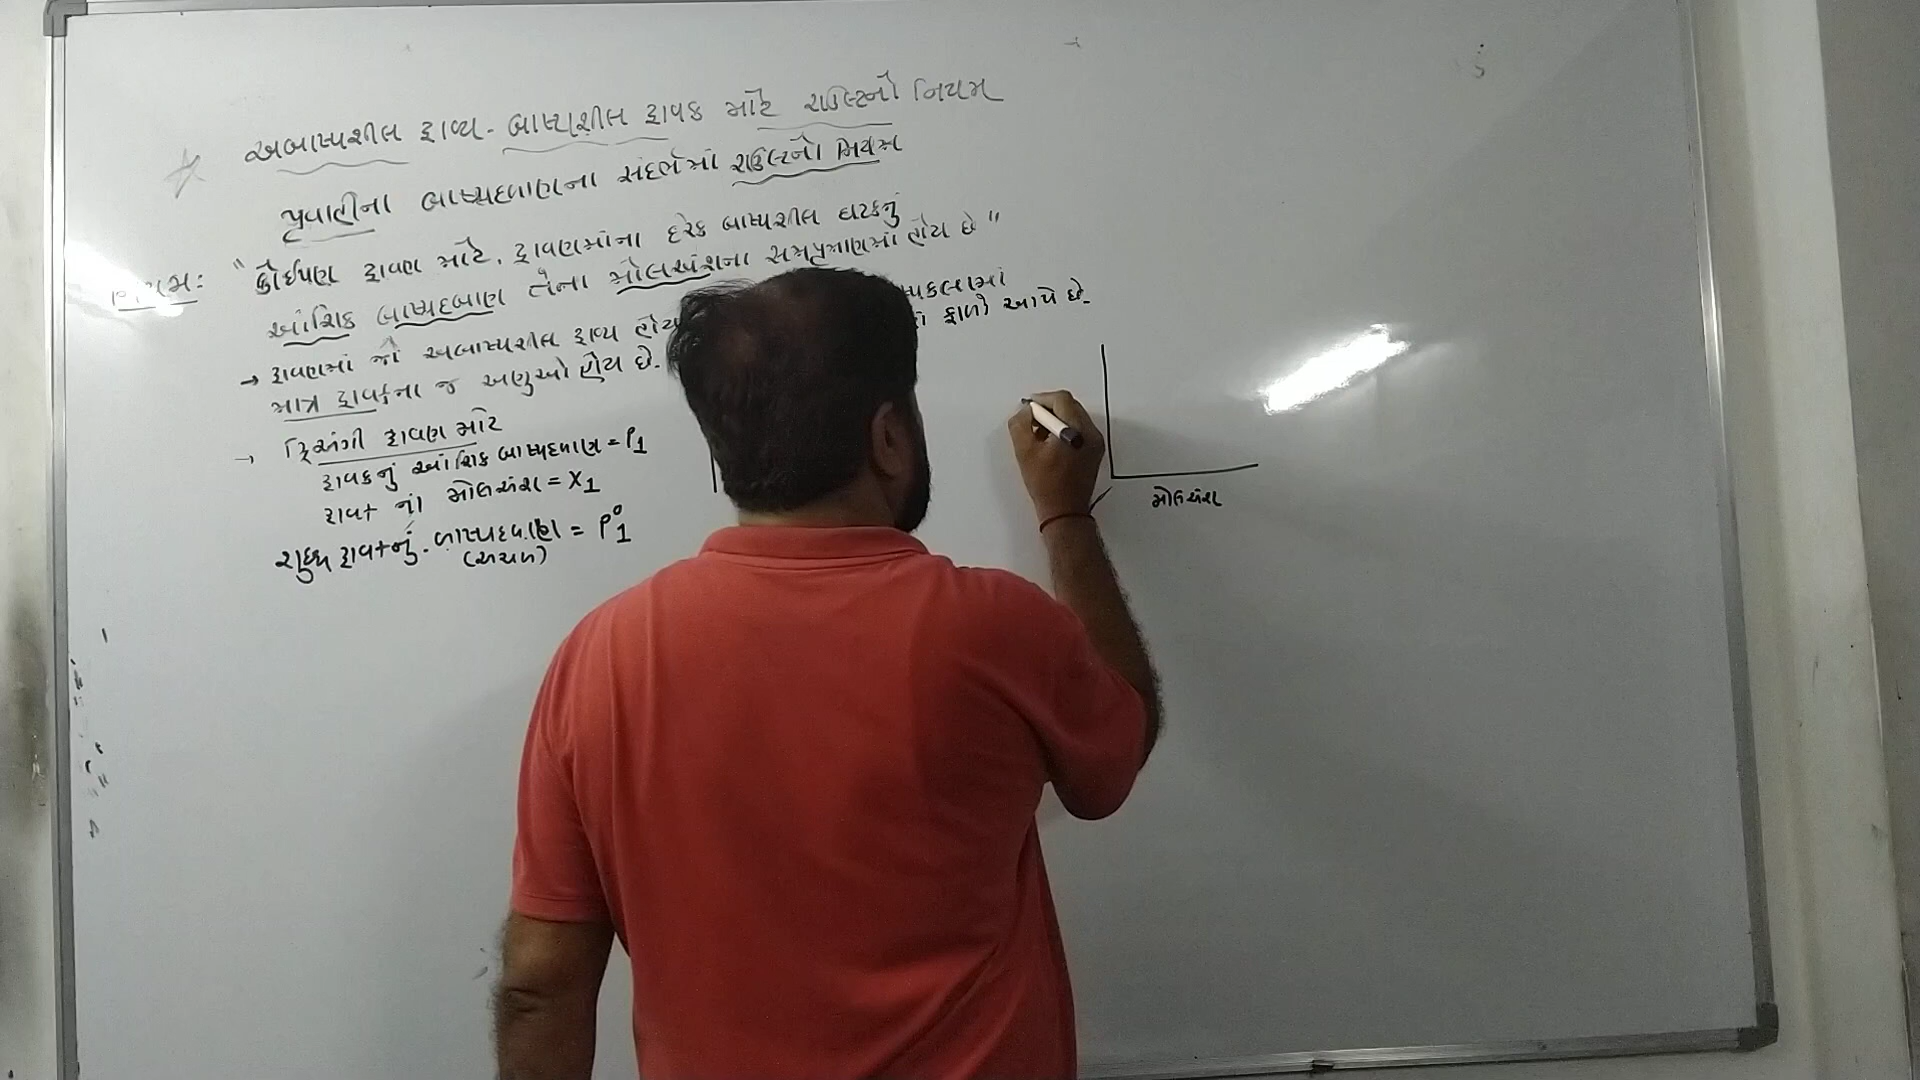 અબાષ્પશીલ દ્રાવ્ય - બાષ્પશીલ દ્રાવક માટે રાઉલ્ટનો નિયમ
પ્રવાહીના બાષ્પદબાણના સંદર્ભમાં રાઉલ્ટનો નિયમ
નિયમ: "કોઈપણ દ્રાવણ માટે, દ્રાવણમાંના દરેક બાષ્પશીલ ઘટકનું
આંશિક બાષ્પદબાણ તેના મોલઅંશના સમપ્રમાણમાં હોય છે"
→ દ્રાવણમાં જો અબાષ્પશીલ દ્રાવ્ય હોય
માત્ર દ્રાવકના જ અણુઓ હોય છે. ફાળો આપે છે.
→ દ્વિઅંગી દ્રાવણ માટે
દ્રાવકનું આંશિક બાષ્પદબાણ = P1
દ્રાવક નાં મોલઅંશ = X1
શુધ્ધ દ્રાવકનું બાષ્પદબાણ = P°1
(અચળ)
મોલઅંશ